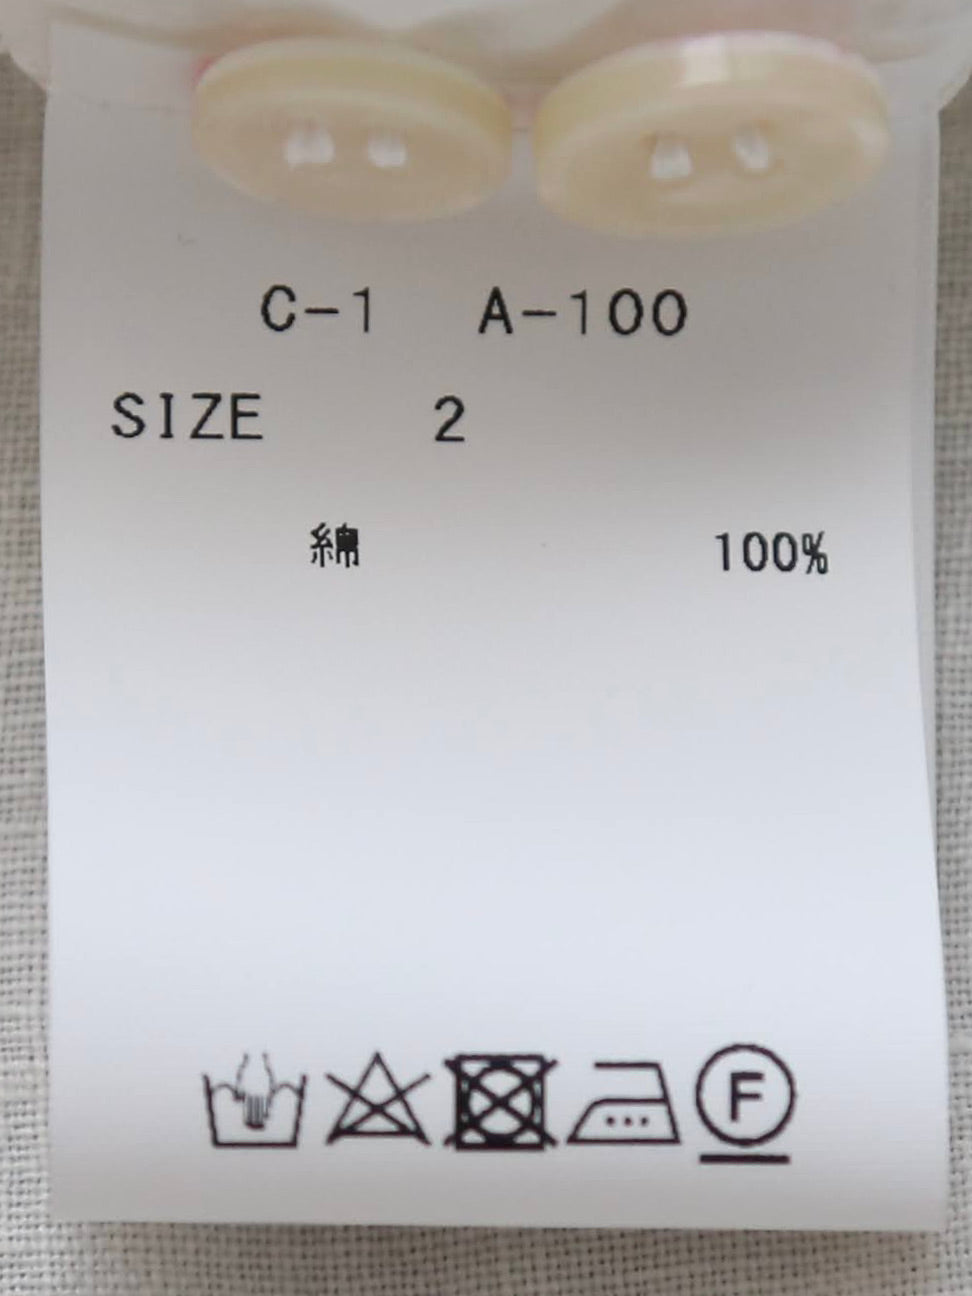 C-1 A-100
SIZE 2
綿 100%
F